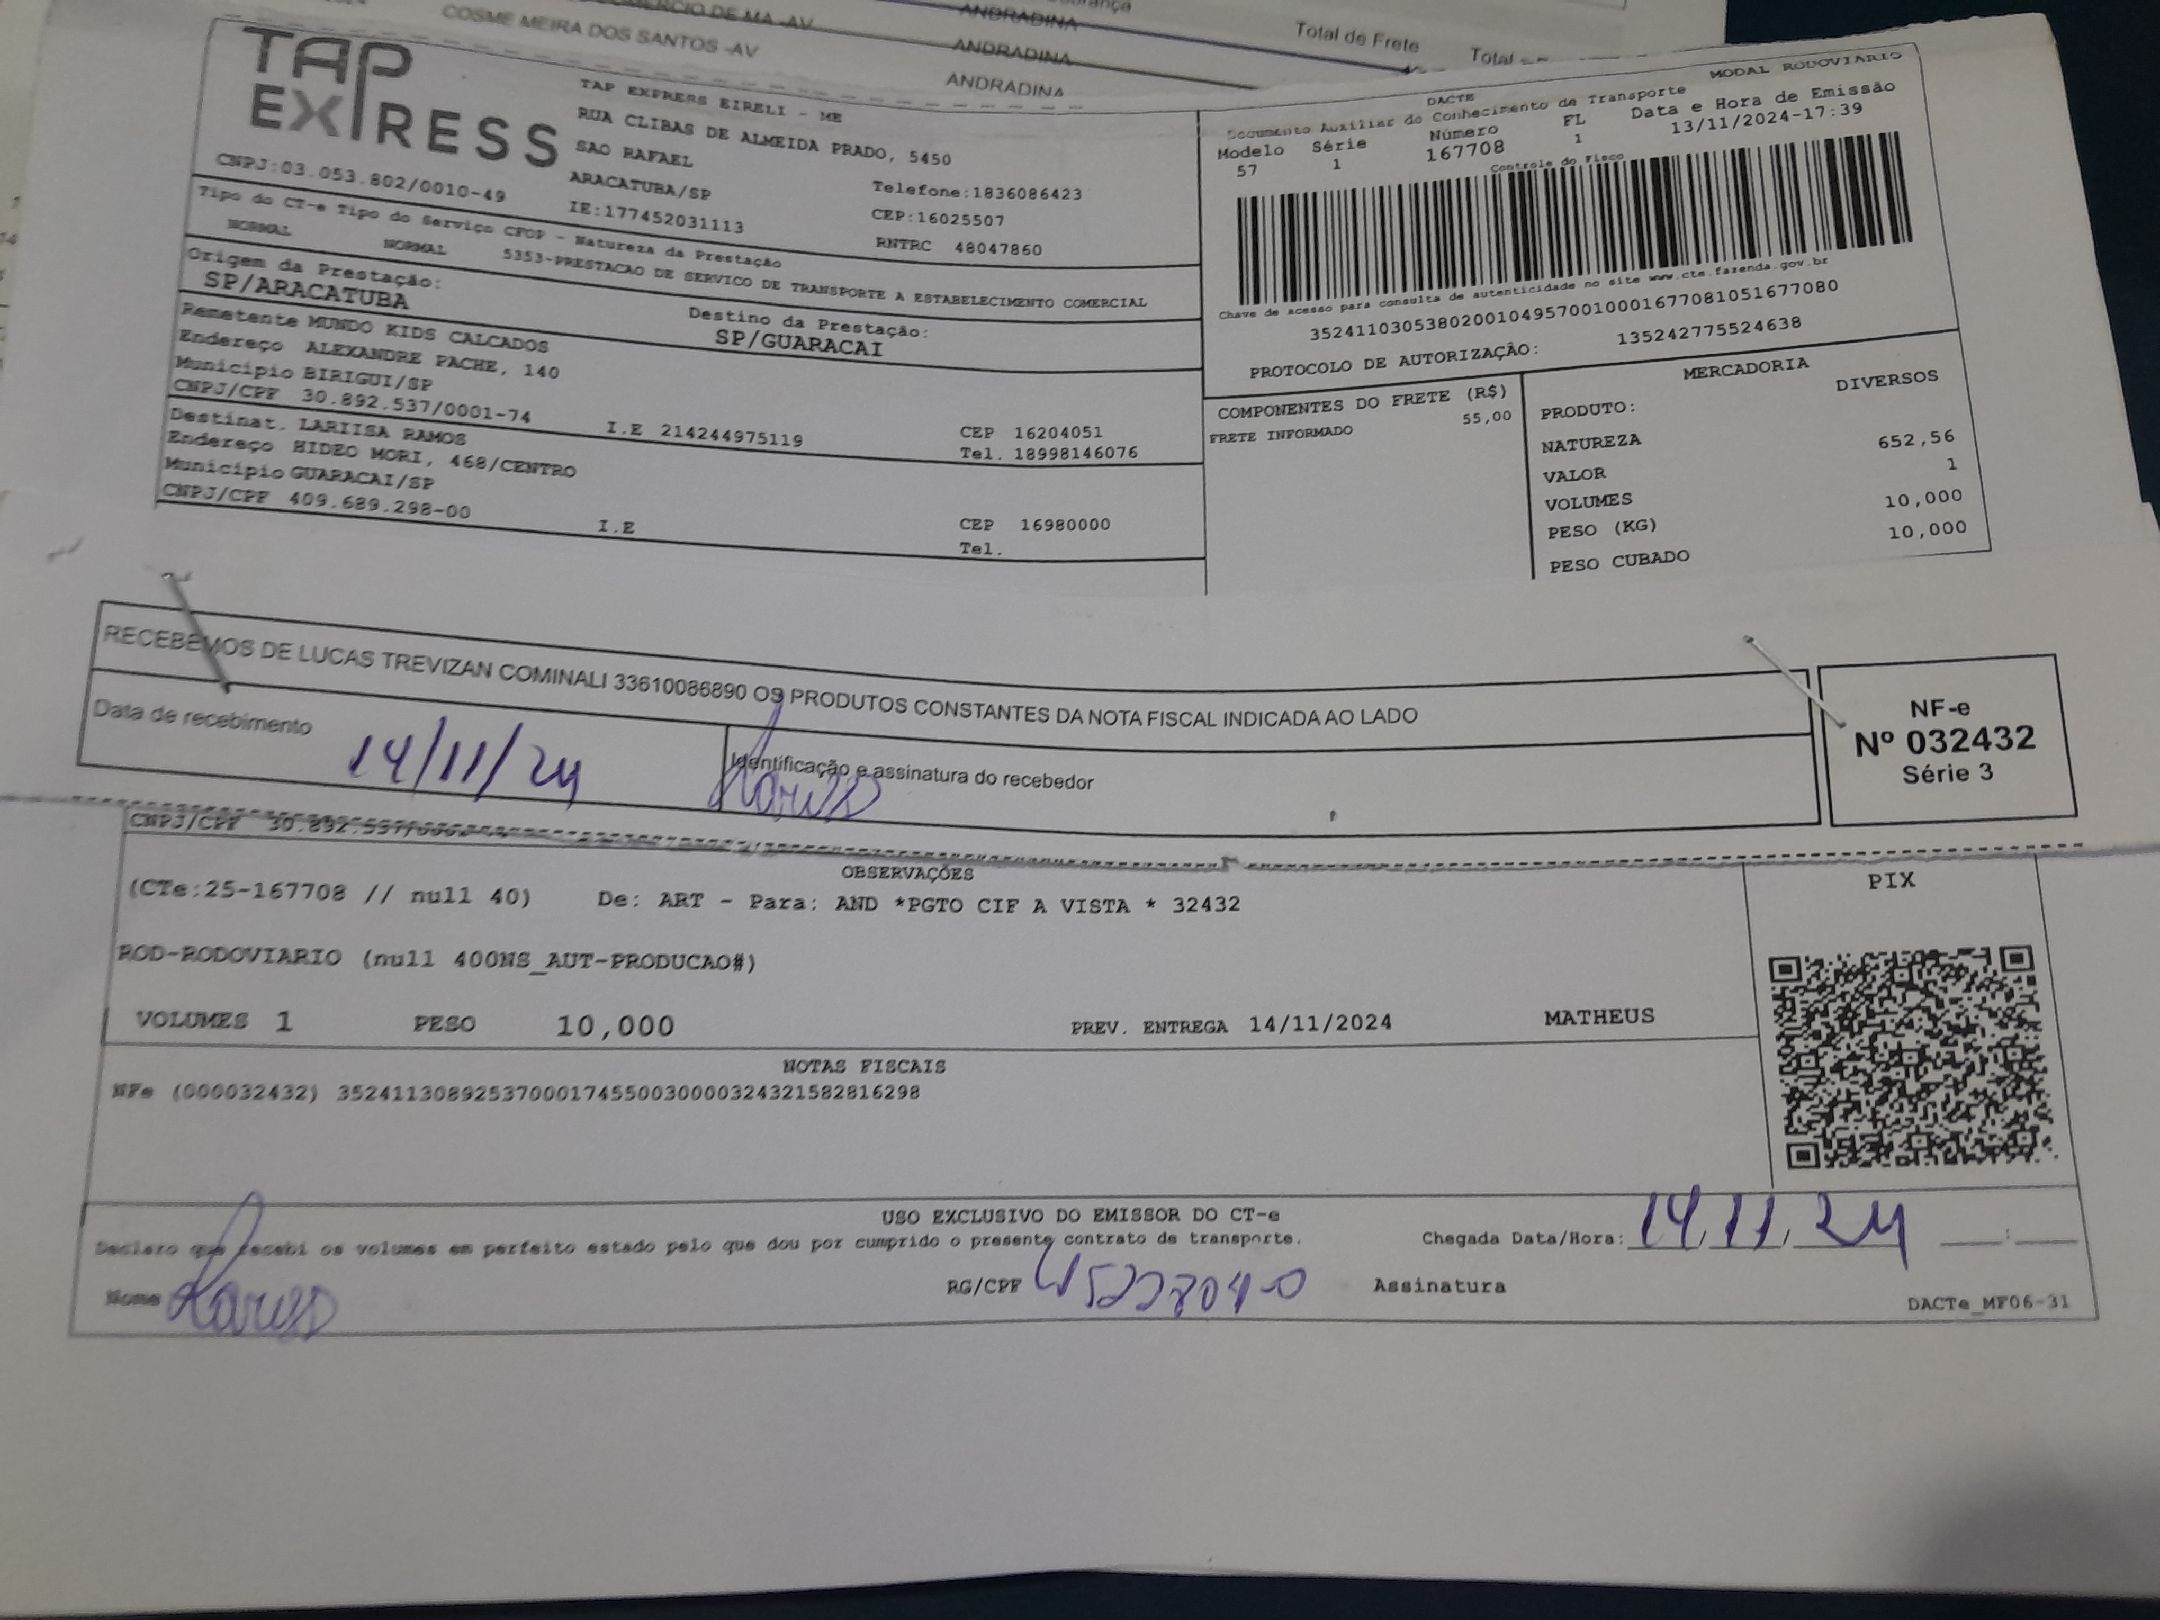 COMERCIO DE MA -AV
ANDRADINA
COSME MEIRA DOS SANTOS -AV
ANDRADINA
ANDRADINA
Total de Frete
Total
TAP EXPRESS
TAP EXPRESS EIRELI - ME
RUA CLIBAS DE ALMEIDA PRADO, 5450
SAO RAFAEL
ARACATUBA/SP
Telefone:1836086423
CNPJ:03.053.802/0010-49
IE:177452031113
CEP:16025507
RNTRC 48047860
DACTE
MODAL RODOVIARIO
Documento Auxiliar do Conhecimento de Transporte
Modelo Série Número FL Data e Hora de Emissão
57 1 167708 1 13/11/2024-17:39
Controle do Fisco
Chave de acesso para consulta de autenticidade no site www.cte.fazenda.gov.br
35241103053802001049570010001677081051677080
PROTOCOLO DE AUTORIZAÇÃO: 135242775524638
Tipo do CT-e Tipo do Serviço CFOP - Natureza da Prestação
NORMAL NORMAL 5353-PRESTACAO DE SERVICO DE TRANSPORTE A ESTABELECIMENTO COMERCIAL
Origem da Prestação:
SP/ARACATUBA
Destino da Prestação:
SP/GUARACAI
Remetente MUNDO KIDS CALCADOS
Endereço ALEXANDRE PACHE, 140
Município BIRIGUI/SP
CNPJ/CPF 30.892.537/0001-74
I.E 214244975119
CEP 16204051
Tel. 18998146076
Destinat. LARIISA RAMOS
Endereço HIDEO MORI, 468/CENTRO
Município GUARACAI/SP
CNPJ/CPF 409.689.298-00
I.E
CEP 16980000
Tel.
COMPONENTES DO FRETE (R$)
FRETE INFORMADO 55,00
MERCADORIA
PRODUTO: DIVERSOS
NATUREZA
VALOR 652,56
VOLUMES 1
PESO (KG) 10,000
PESO CUBADO 10,000
RECEBEMOS DE LUCAS TREVIZAN COMINALI 33610086890 OS PRODUTOS CONSTANTES DA NOTA FISCAL INDICADA AO LADO
Data de recebimento
14/11/24
Identificação e assinatura do recebedor
NF-e
Nº 032432
Série 3
CNPJ/CPF
OBSERVAÇÕES
(CTe:25-167708 // null 40) De: ART - Para: AND *PGTO CIF A VISTA * 32432
ROD-RODOVIARIO (null 400NS_AUT-PRODUCAO#)
VOLUMES 1 PESO 10,000 PREV. ENTREGA 14/11/2024 MATHEUS
PIX
NOTAS FISCAIS
NFe (000032432) 35241130892537000174550030000324321582816298
USO EXCLUSIVO DO EMISSOR DO CT-e
Declaro que recebi os volumes em perfeito estado pelo que dou por cumprido o presente contrato de transporte.
Chegada Data/Hora: 14/11/24 :
Nome
RG/CPF
Assinatura
DACTe_MF06-31